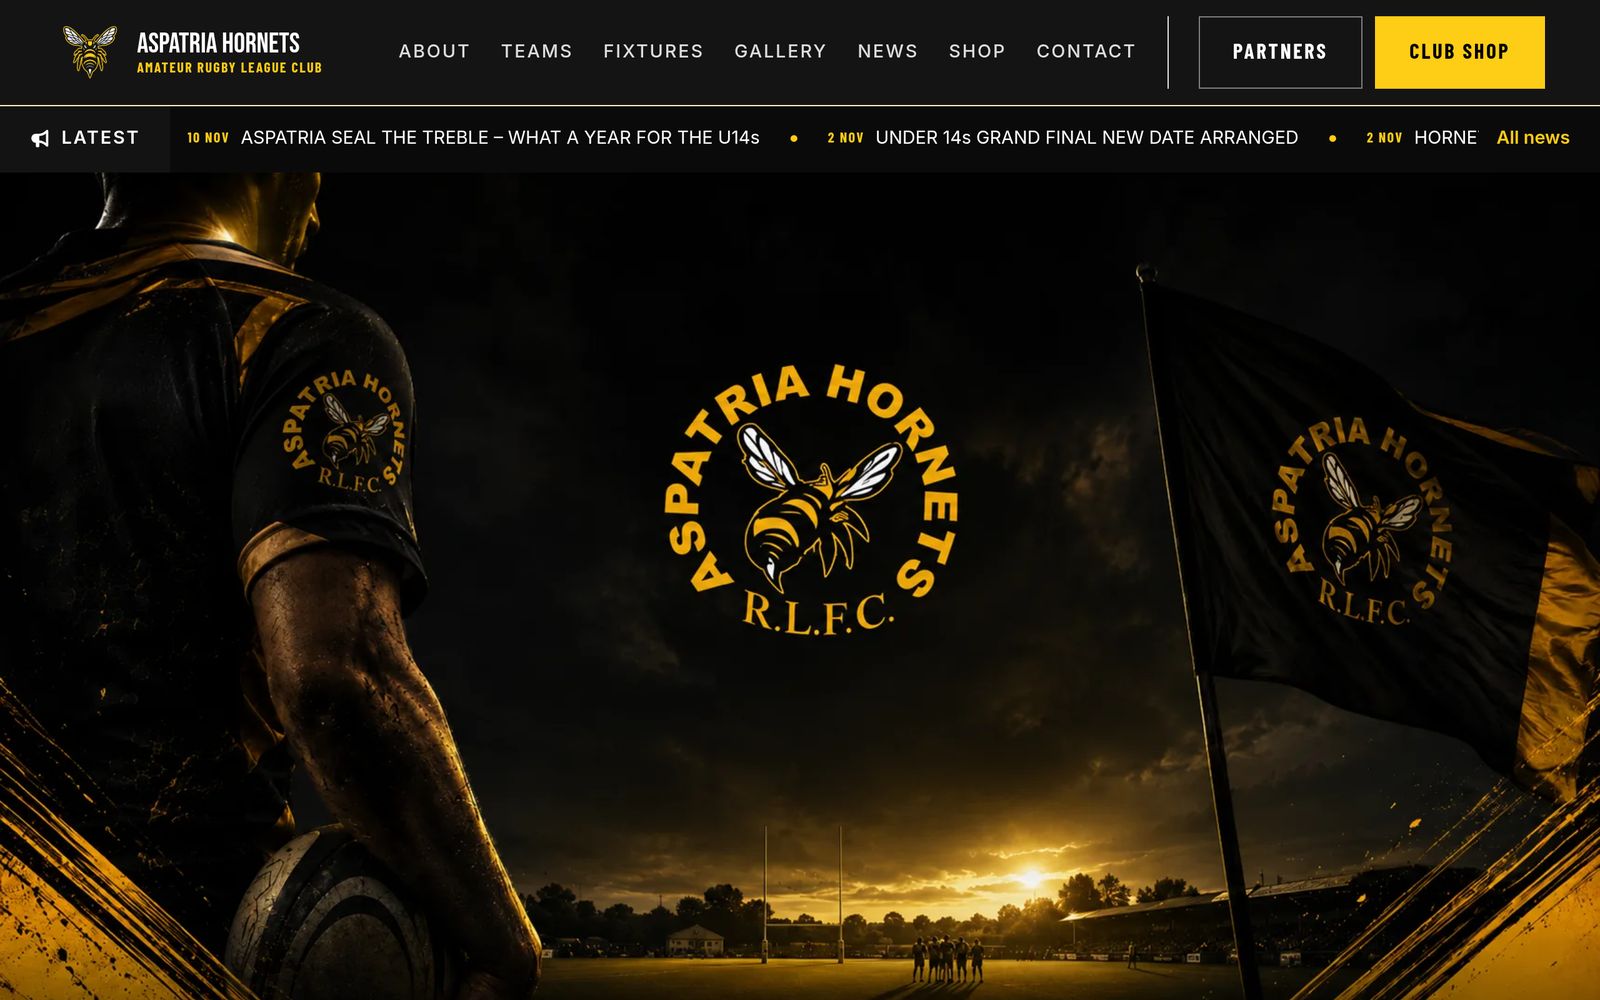 ASPATRIA HORNETS
AMATEUR RUGBY LEAGUE CLUB
ABOUT TEAMS FIXTURES GALLERY NEWS SHOP CONTACT
PARTNERS
CLUB SHOP
LATEST
10 NOV ASPATRIA SEAL THE TREBLE – WHAT A YEAR FOR THE U14s • 2 NOV UNDER 14s GRAND FINAL NEW DATE ARRANGED • 2 NOV HORNE
All news
ASPATRIA HORNETS
R.L.F.C.
ASPATRIA HORNETS
R.L.F.C.
ASPATRIA HORNETS
R.L.F.C.